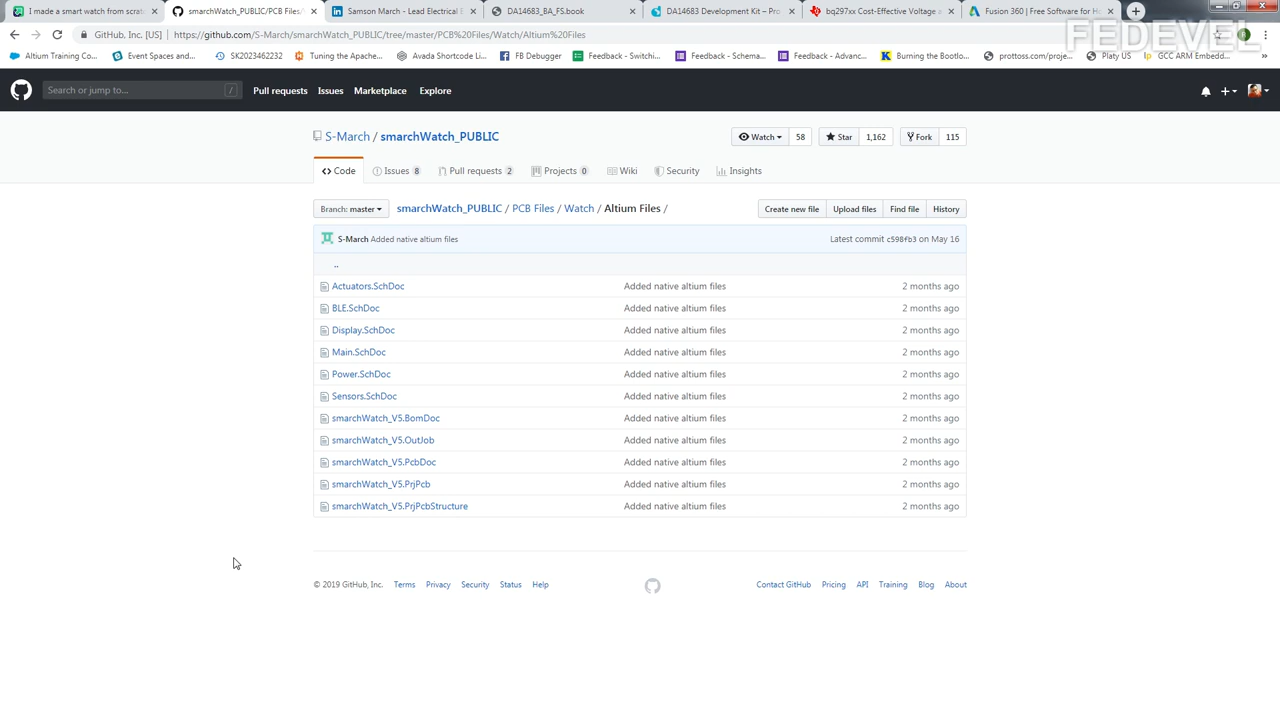 I made a smart watch from scrat
smarchWatch_PUBLIC/PCB Files/
Samson March - Lead Electrical E
DA14683_BA_FS.book
DA14683 Development Kit – Pro
bq297xx Cost-Effective Voltage a
Fusion 360 | Free Software for H
GitHub, Inc. [US] https://github.com/S-March/smarchWatch_PUBLIC/tree/master/PCB%20Files/Watch/Altium%20Files
FEDEVEL
Altium Training Co...
Event Spaces and...
SK2023462232
Tuning the Apache...
Avada Shortcode Li...
FB Debugger
Feedback - Switchi...
Feedback - Schema...
Feedback - Advanc...
Burning the Bootlo...
prottoss.com/proje...
Platy US
GCC ARM Embedd...
Search or jump to...
/
Pull requests
Issues
Marketplace
Explore
S-March / smarchWatch_PUBLIC
Watch 58
Star 1,162
Fork 115
Code
Issues 8
Pull requests 2
Projects 0
Wiki
Security
Insights
Branch: master
smarchWatch_PUBLIC / PCB Files / Watch / Altium Files /
Create new file
Upload files
Find file
History
S-March Added native altium files
Latest commit c598fb3 on May 16
..
Actuators.SchDoc Added native altium files 2 months ago
BLE.SchDoc Added native altium files 2 months ago
Display.SchDoc Added native altium files 2 months ago
Main.SchDoc Added native altium files 2 months ago
Power.SchDoc Added native altium files 2 months ago
Sensors.SchDoc Added native altium files 2 months ago
smarchWatch_V5.BomDoc Added native altium files 2 months ago
smarchWatch_V5.OutJob Added native altium files 2 months ago
smarchWatch_V5.PcbDoc Added native altium files 2 months ago
smarchWatch_V5.PrjPcb Added native altium files 2 months ago
smarchWatch_V5.PrjPcbStructure Added native altium files 2 months ago
© 2019 GitHub, Inc.
Terms
Privacy
Security
Status
Help
Contact GitHub
Pricing
API
Training
Blog
About